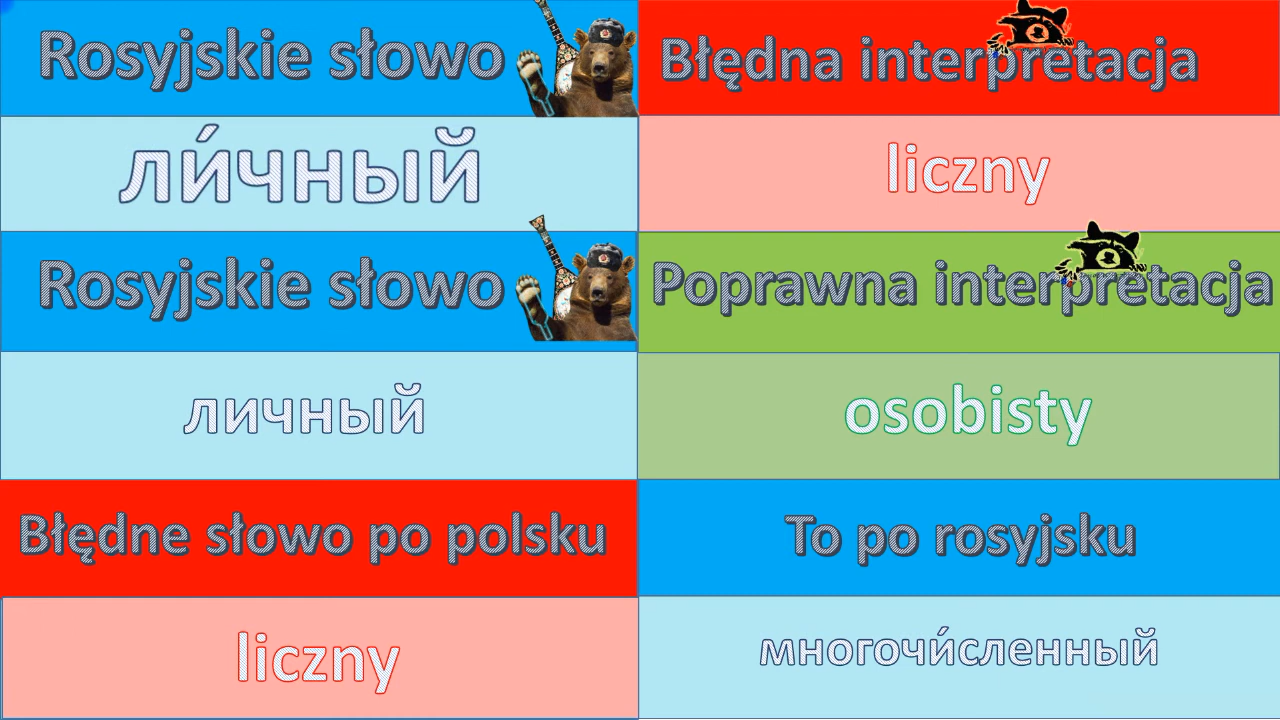 Rosyjskie słowo
Błędna interpretacja
ли́чный
liczny
Rosyjskie słowo
Poprawna interpretacja
личный
osobisty
Błędne słowo po polsku
To po rosyjsku
liczny
многочи́сленный